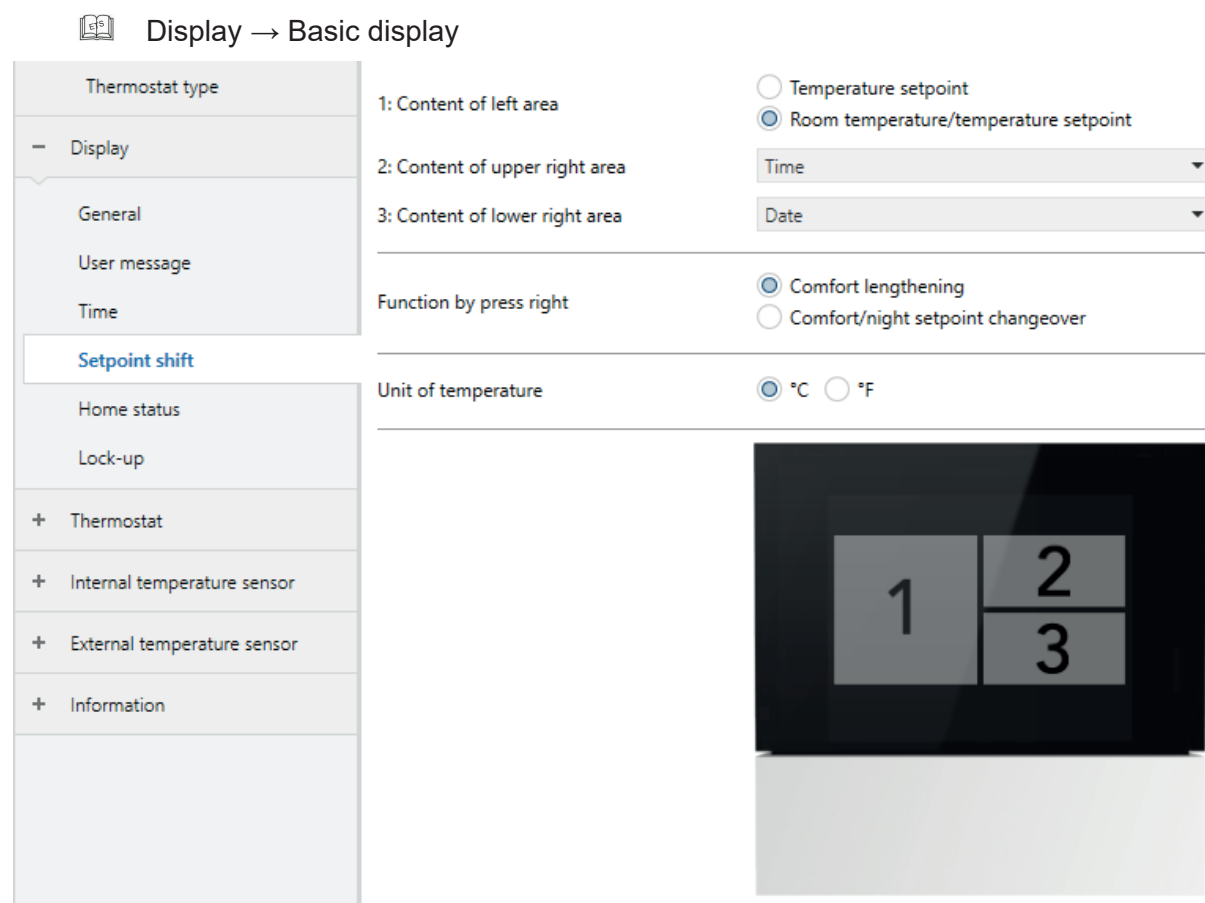 Display → Basic display
Thermostat type
Display
General
User message
Time
Setpoint shift
Home status
Lock-up
Thermostat
Internal temperature sensor
External temperature sensor
Information
1: Content of left area
Temperature setpoint
Room temperature/temperature setpoint
2: Content of upper right area
Time
3: Content of lower right area
Date
Function by press right
Comfort lengthening
Comfort/night setpoint changeover
Unit of temperature
°C °F
1
2
3